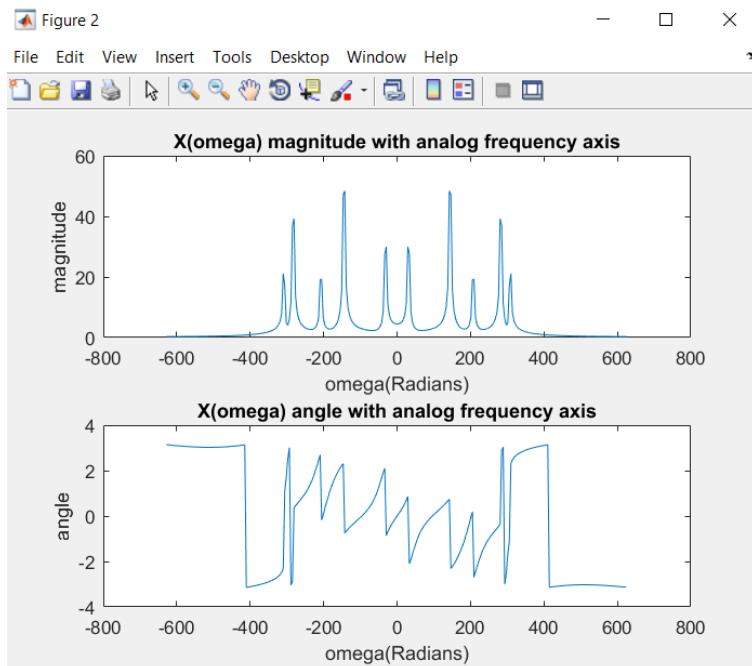 Figure 2
File Edit View Insert Tools Desktop Window Help
X(omega) magnitude with analog frequency axis
magnitude
60
40
20
0
-800 -600 -400 -200 0 200 400 600 800
omega(Radians)
X(omega) angle with analog frequency axis
angle
4
2
0
-2
-4
-800 -600 -400 -200 0 200 400 600 800
omega(Radians)